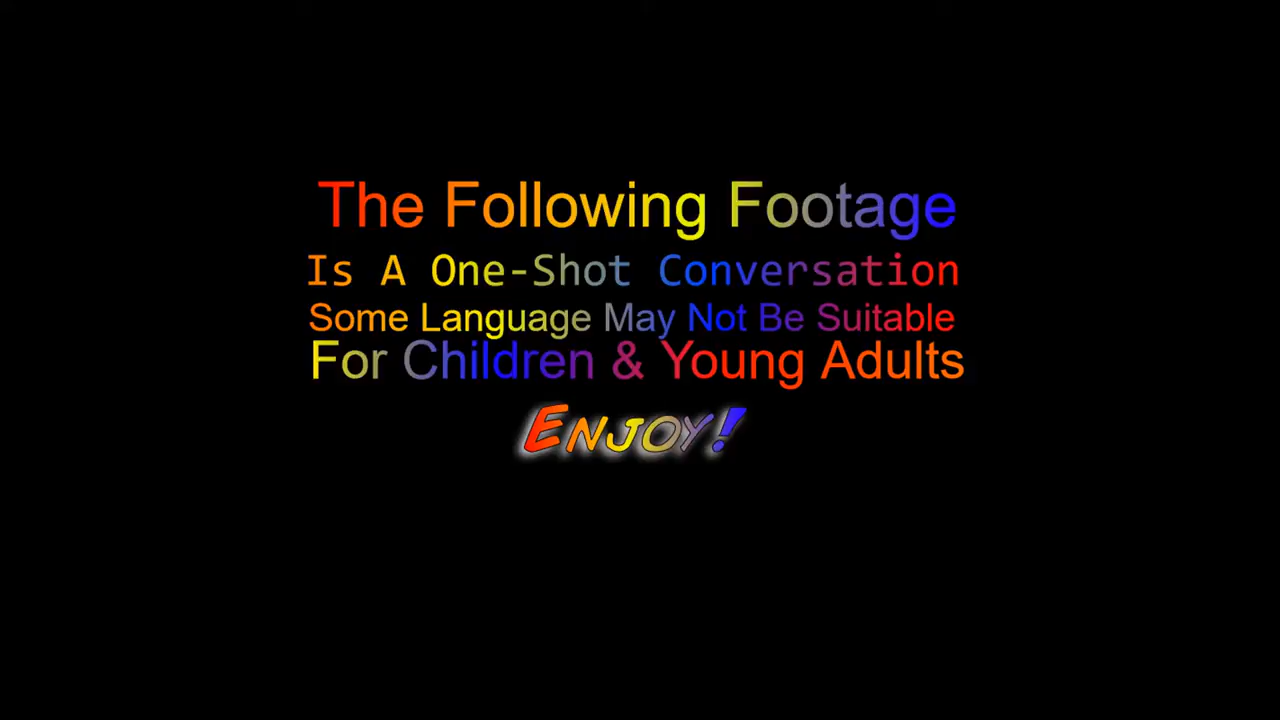 The Following Footage
Is A One-Shot Conversation
Some Language May Not Be Suitable
For Children & Young Adults
Enjoy!